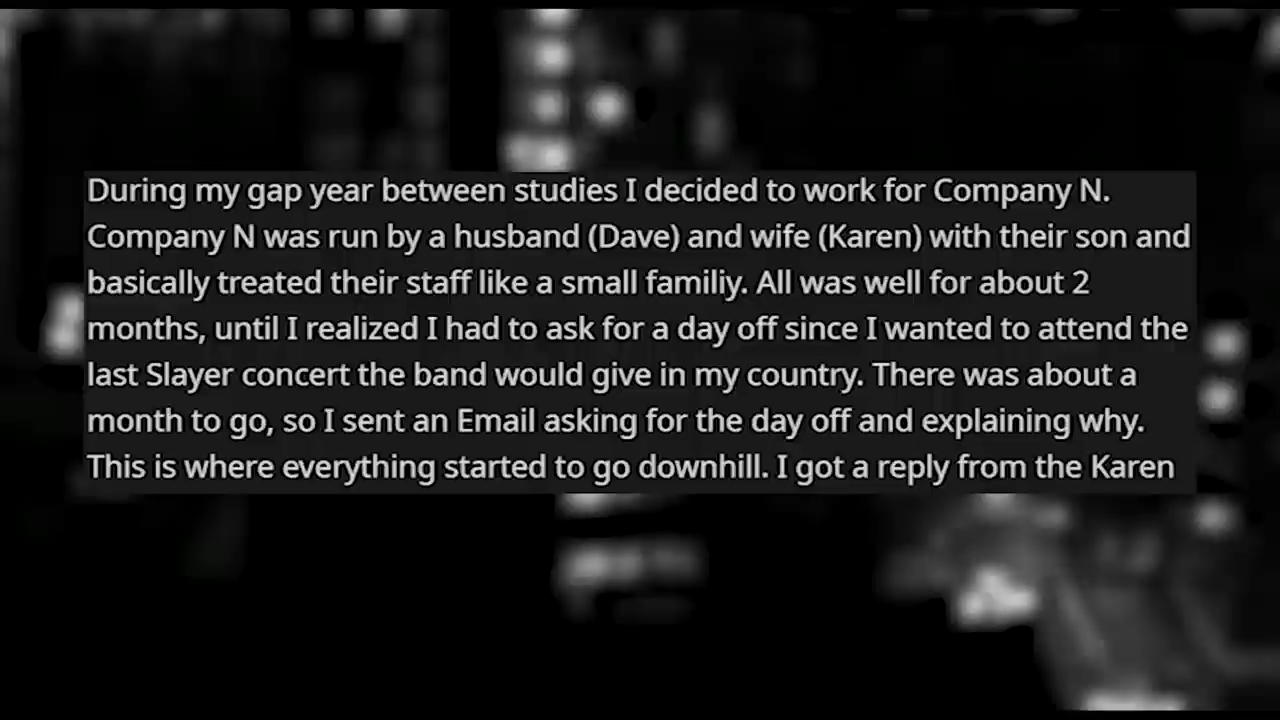 During my gap year between studies I decided to work for Company N.
Company N was run by a husband (Dave) and wife (Karen) with their son and
basically treated their staff like a small familiy. All was well for about 2
months, until I realized I had to ask for a day off since I wanted to attend the
last Slayer concert the band would give in my country. There was about a
month to go, so I sent an Email asking for the day off and explaining why.
This is where everything started to go downhill. I got a reply from the Karen